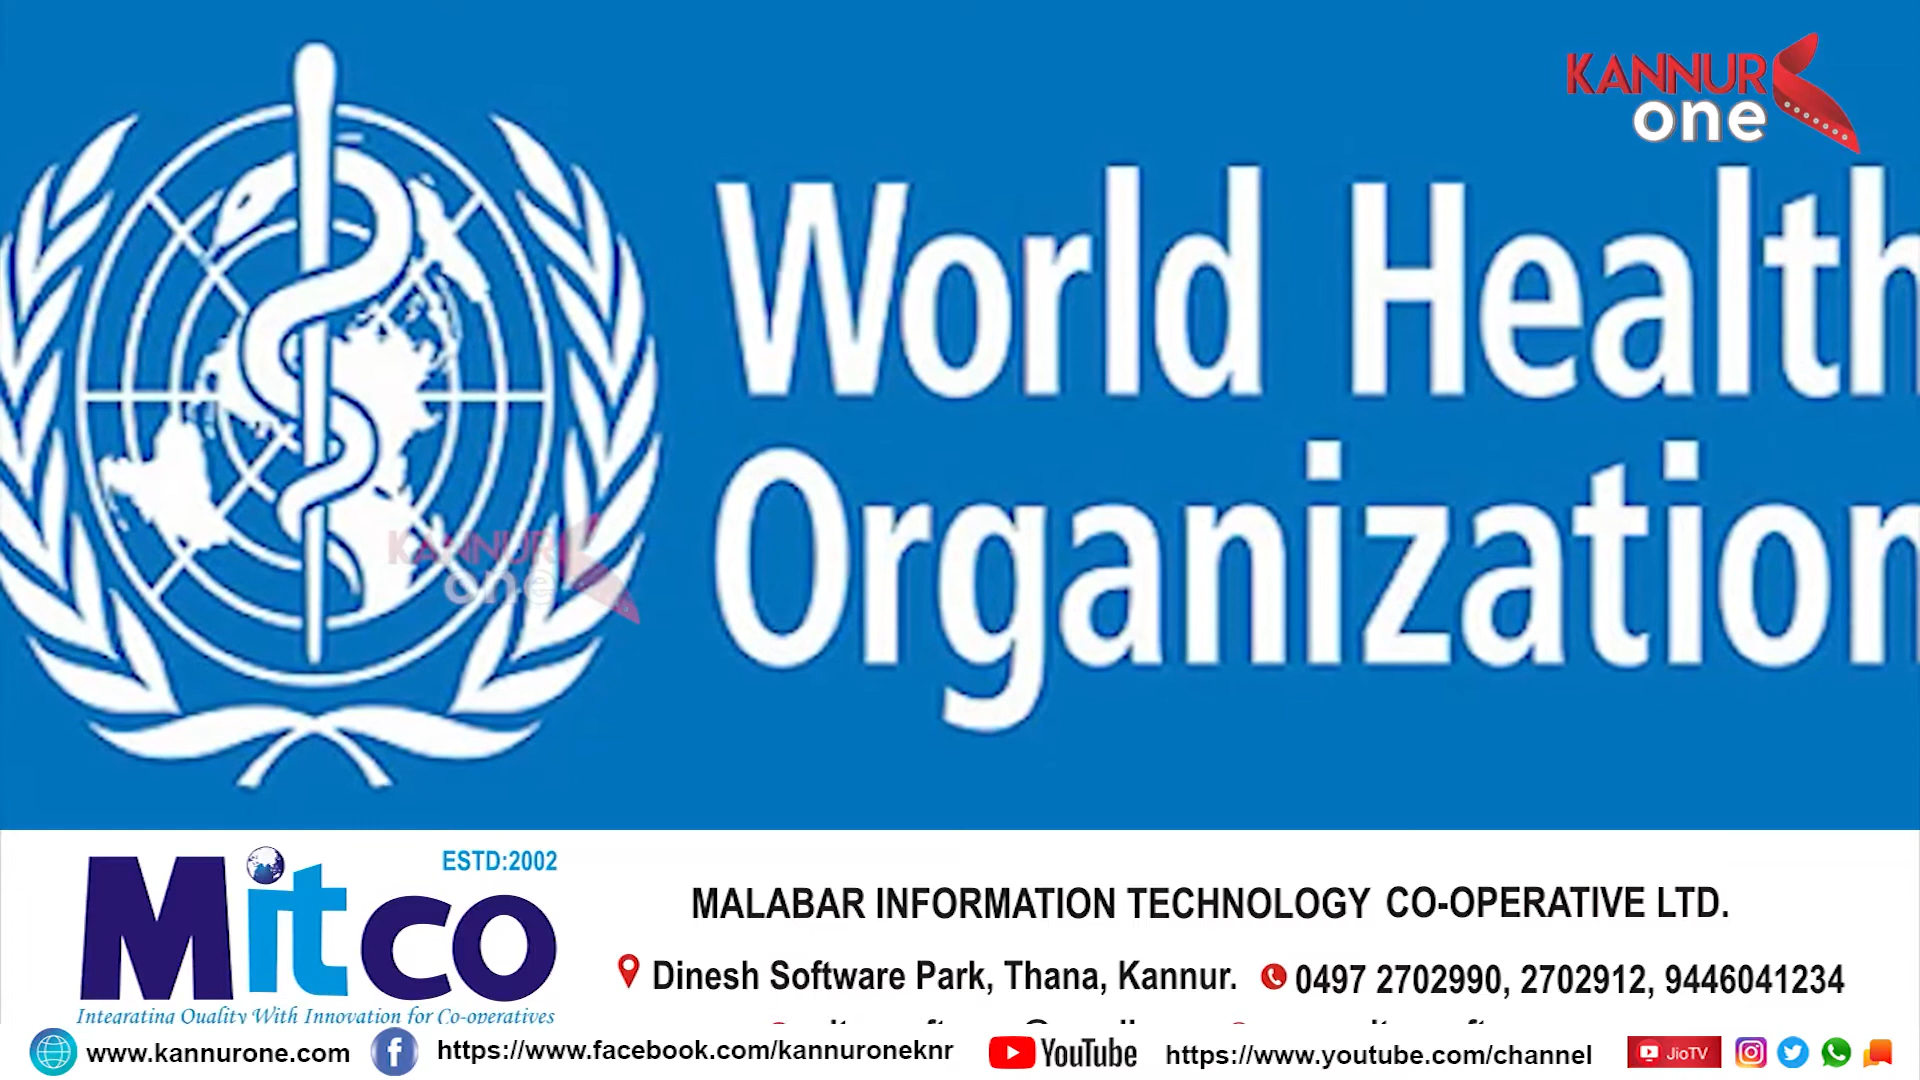 KANNUR
one
World Health
Organization
KANNUR
one
Mitco
ESTD:2002
Integrating Quality With Innovation for Co-operatives
MALABAR INFORMATION TECHNOLOGY CO-OPERATIVE LTD.
Dinesh Software Park, Thana, Kannur. 0497 2702990, 2702912, 9446041234
www.kannurone.com https://www.facebook.com/kannuroneknr YouTube https://www.youtube.com/channel JioTV